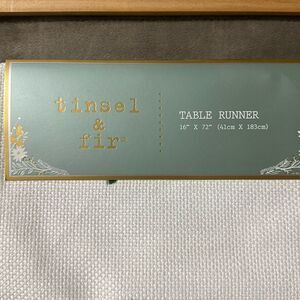 tinsel
&
fir
TABLE RUNNER
16" X 72" (41cm X 183cm)